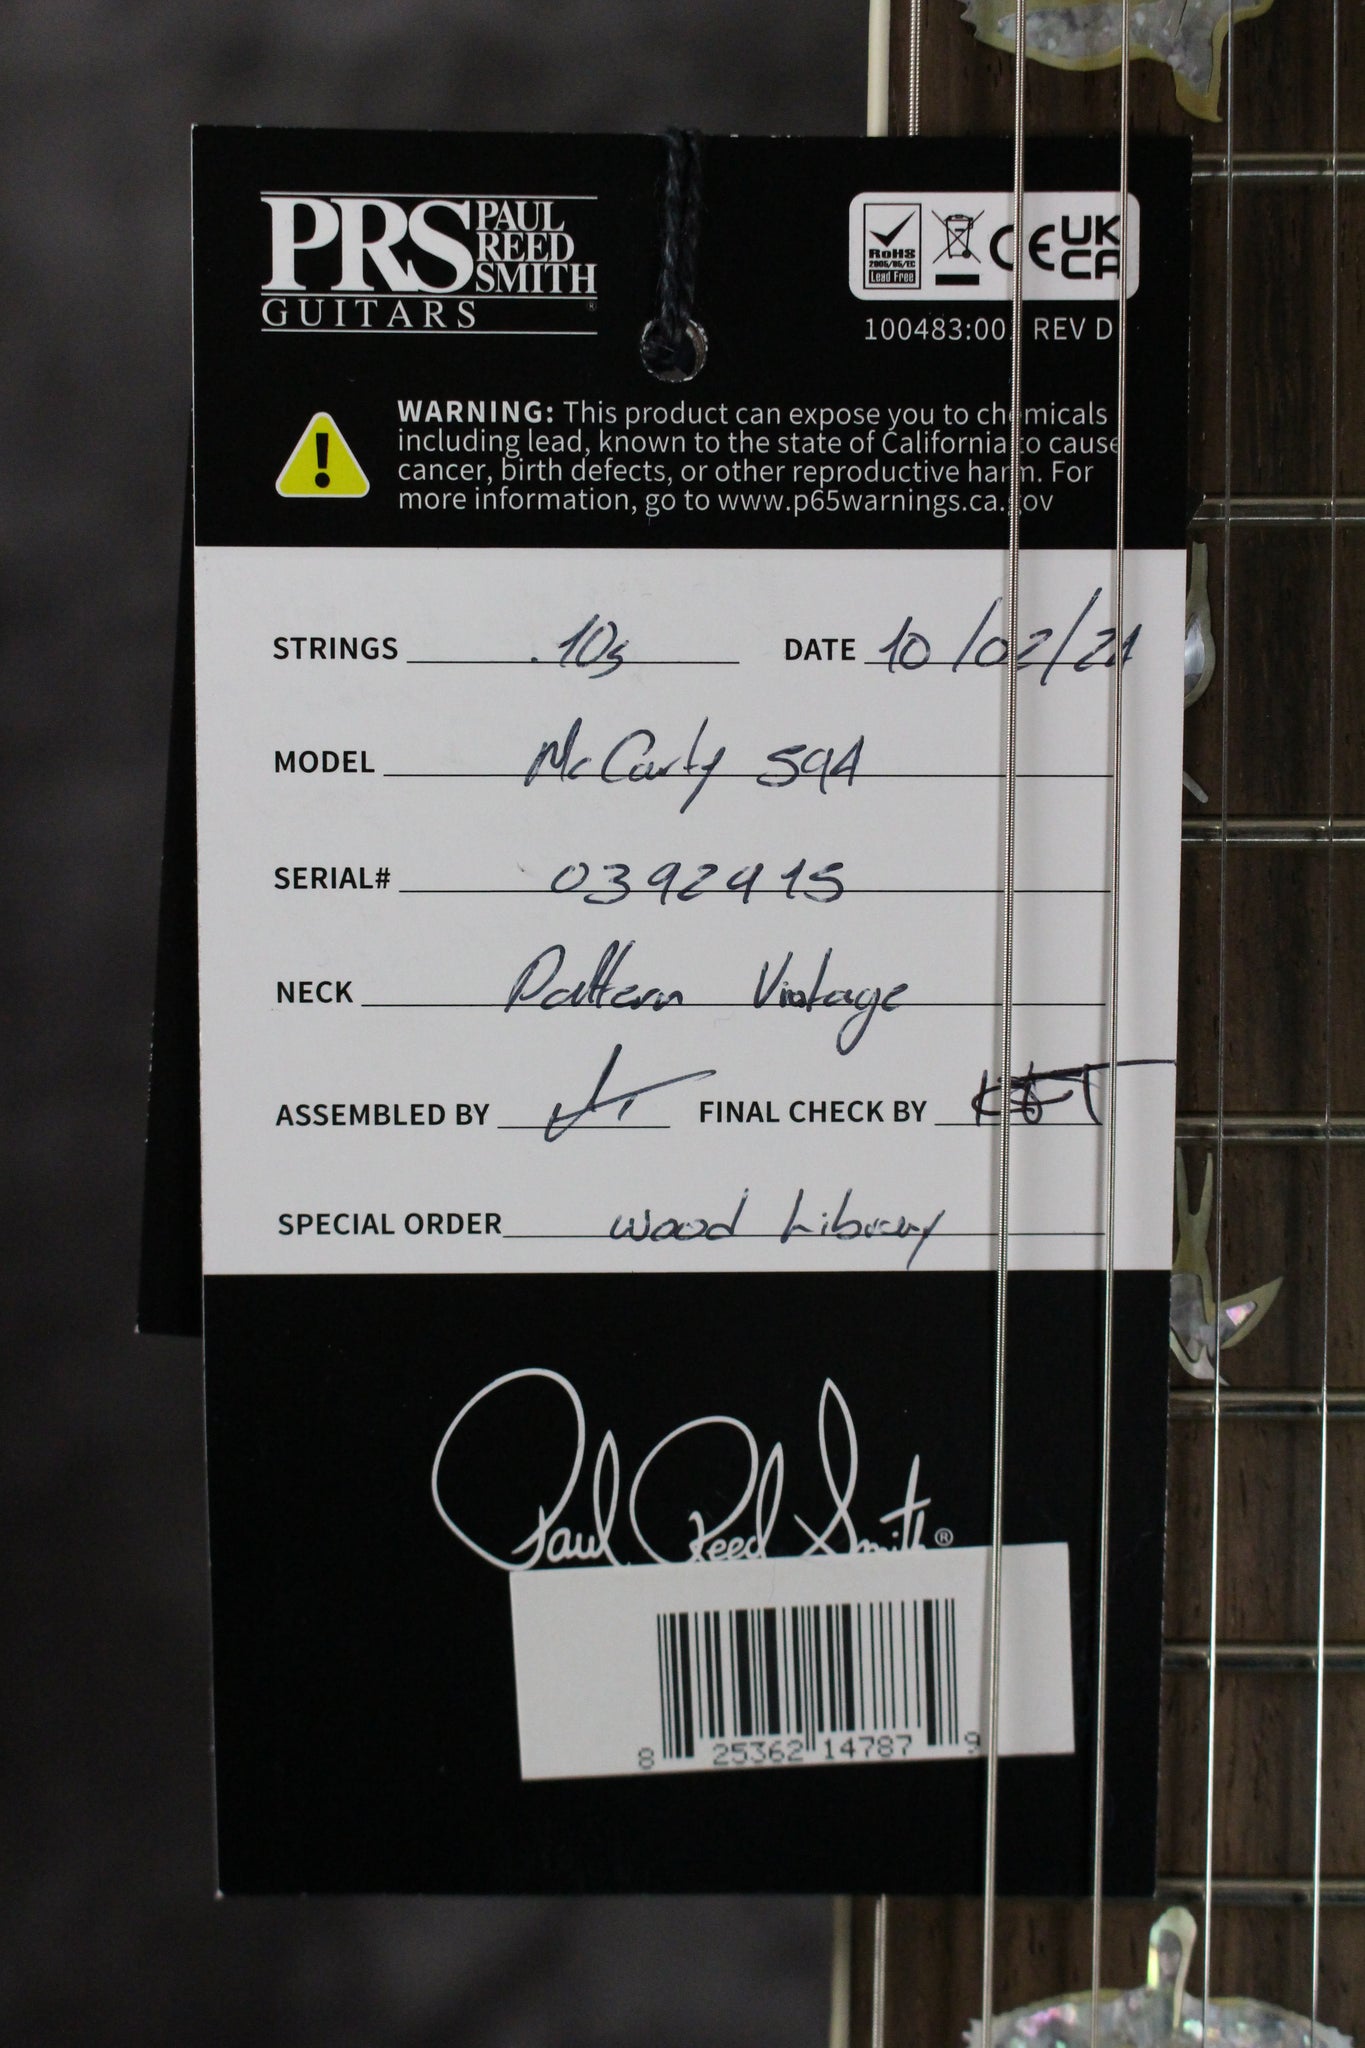 PRS PAUL REED SMITH
GUITARS ®
RoHS
2005/95/EC
Lead Free
CE
UK
CA
100483:00 REV D
WARNING: This product can expose you to chemicals
including lead, known to the state of California to cause
cancer, birth defects, or other reproductive harm. For
more information, go to www.p65warnings.ca.gov
STRINGS .10s DATE 10/02/24
MODEL McCarty 594
SERIAL# 0392915
NECK Pattern Vintage
ASSEMBLED BY FINAL CHECK BY
SPECIAL ORDER Wood Library
Paul Reed Smith ®
8 25362 14787 9